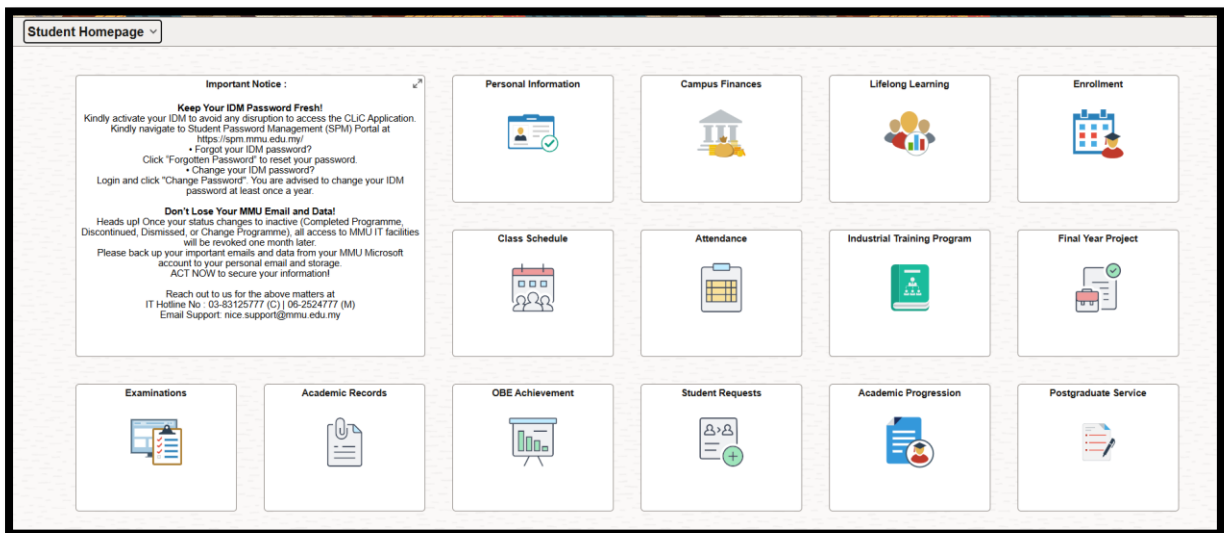 Student Homepage
Important Notice :
Keep Your IDM Password Fresh!
Kindly activate your IDM to avoid any disruption to access the CLiC Application.
Kindly navigate to Student Password Management (SPM) Portal at
https://spm.mmu.edu.my/
• Forgot your IDM password?
Click "Forgotten Password" to reset your password.
• Change your IDM password?
Login and click "Change Password". You are advised to change your IDM
password at least once a year.
Don't Lose Your MMU Email and Data!
Heads up! Once your status changes to inactive (Completed Programme,
Discontinued, Dismissed, or Change Programme), all access to MMU IT facilities
will be revoked one month later.
Please back up your important emails and data from your MMU Microsoft
account to your personal email and storage.
ACT NOW to secure your information!
Reach out to us for the above matters at
IT Hotline No : 03-83125777 (C) | 06-2524777 (M)
Email Support: nice.support@mmu.edu.my
Personal Information
Campus Finances
Lifelong Learning
Enrollment
Class Schedule
Attendance
Industrial Training Program
Final Year Project
Examinations
Academic Records
OBE Achievement
Student Requests
Academic Progression
Postgraduate Service